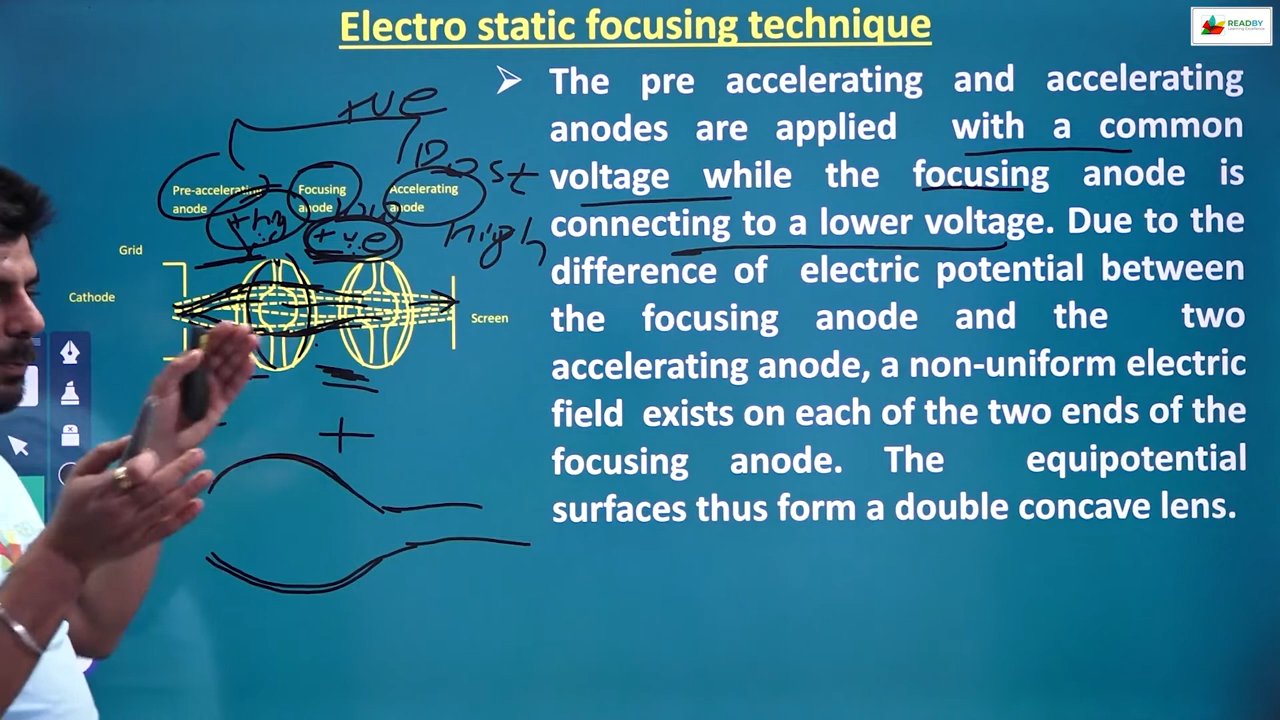 Electro static focusing technique
READBY
+ve
Pre-accelerating
anode
Focusing
anode
Accelerating
anode
high
+ve
Grid
Cathode
Screen
+
The pre accelerating and accelerating
anodes are applied with a common
voltage while the focusing anode is
connecting to a lower voltage. Due to the
difference of electric potential between
the focusing anode and the two
accelerating anode, a non-uniform electric
field exists on each of the two ends of the
focusing anode. The equipotential
surfaces thus form a double concave lens.